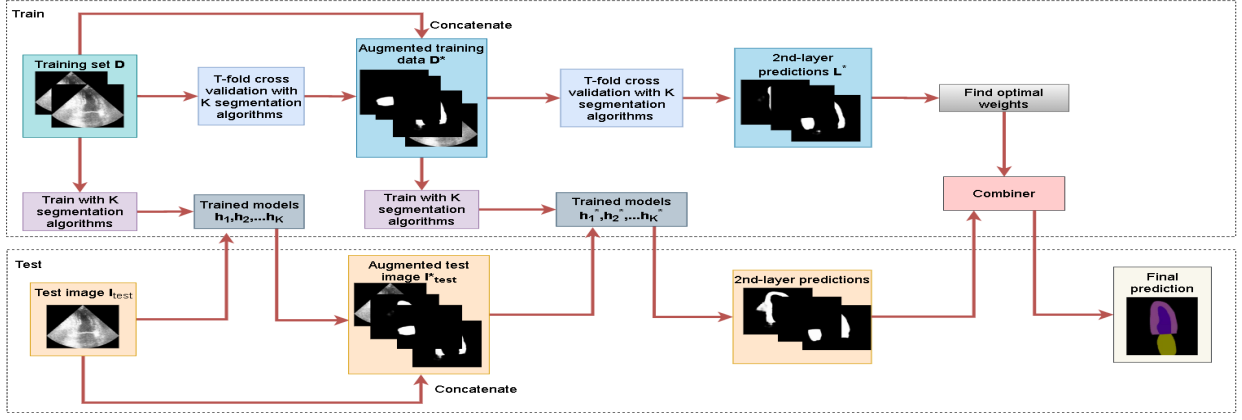 Train
Concatenate
Training set D
T-fold cross
validation with
K segmentation
algorithms
Augmented training
data D*
T-fold cross
validation with K
segmentation
algorithms
2nd-layer
predictions L*
Find optimal
weights
Train with K
segmentation
algorithms
Trained models
h1,h2,...hK
Train with K
segmentation
algorithms
Trained models
h1*,h2*,...hK*
Combiner
Test
Test image Itest
Augmented test
image I*test
2nd-layer predictions
Final
prediction
Concatenate